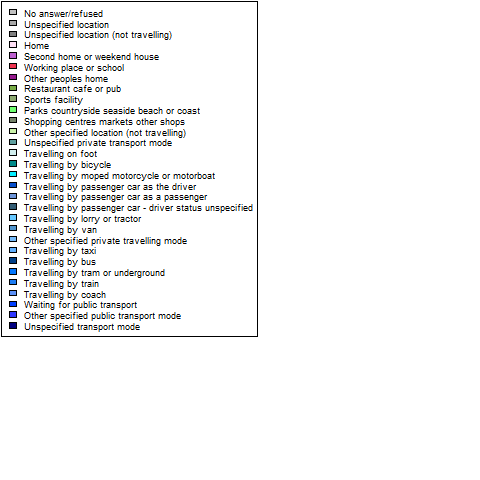 No answer/refused
Unspecified location
Unspecified location (not travelling)
Home
Second home or weekend house
Working place or school
Other peoples home
Restaurant cafe or pub
Sports facility
Parks countryside seaside beach or coast
Shopping centres markets other shops
Other specified location (not travelling)
Unspecified private transport mode
Travelling on foot
Travelling by bicycle
Travelling by moped motorcycle or motorboat
Travelling by passenger car as the driver
Travelling by passenger car as a passenger
Travelling by passenger car - driver status unspecified
Travelling by lorry or tractor
Travelling by van
Other specified private travelling mode
Travelling by taxi
Travelling by bus
Travelling by tram or underground
Travelling by train
Travelling by coach
Waiting for public transport
Other specified public transport mode
Unspecified transport mode